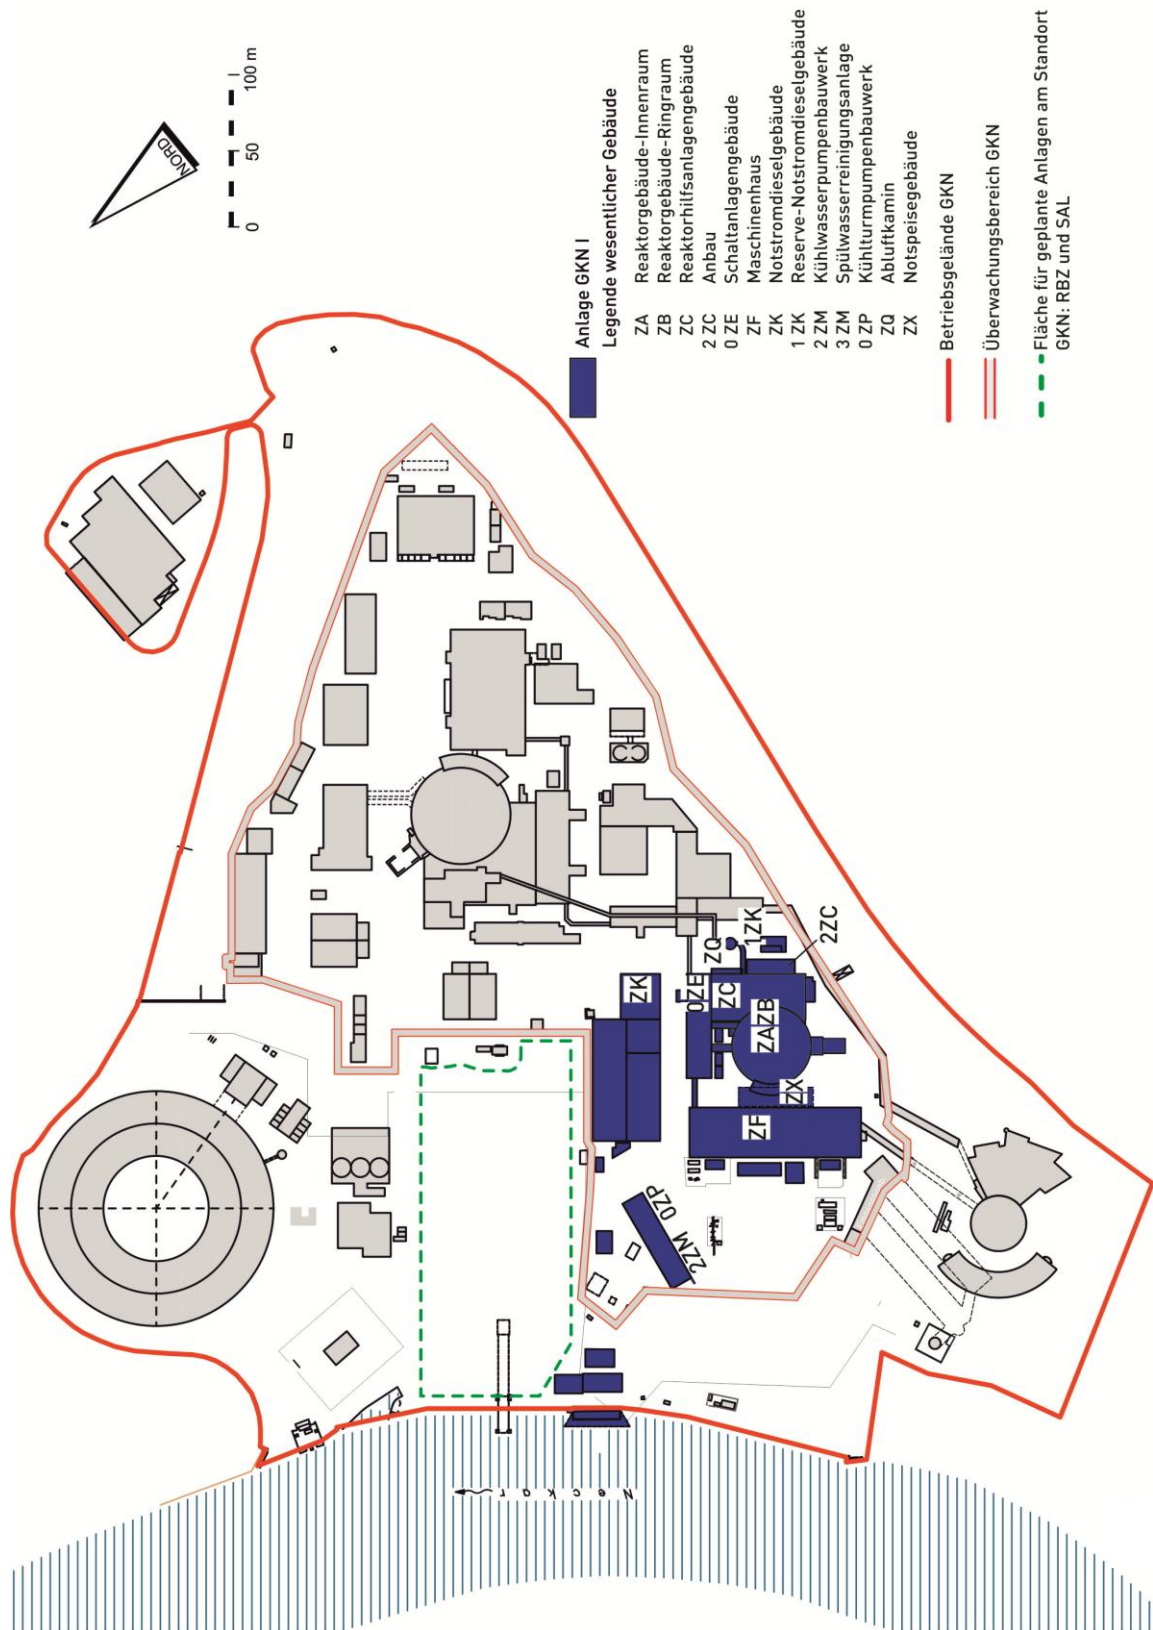 NORD
0 50 100 m
Anlage GKN I
Legende wesentlicher Gebäude
ZA Reaktorgebäude-Innenraum
ZB Reaktorgebäude-Ringraum
ZC Reaktorhilfsanlagengebäude
2 ZC Anbau
0 ZE Schaltanlagengebäude
ZF Maschinenhaus
ZK Notstromdieselgebäude
1 ZK Reserve-Notstromdieselgebäude
2 ZM Kühlwasserpumpenbauwerk
3 ZM Spülwasserreinigungsanlage
0 ZP Kühlturmpumpenbauwerk
ZQ Abluftkamin
ZX Notspeisegebäude
Betriebsgelände GKN
Überwachungsbereich GKN
Fläche für geplante Anlagen am Standort
GKN: RBZ und SAL
ZK
0ZE
ZC
ZQ
1ZK
2ZC
ZA
ZB
ZX
ZF
2ZM 0ZP
Neckar